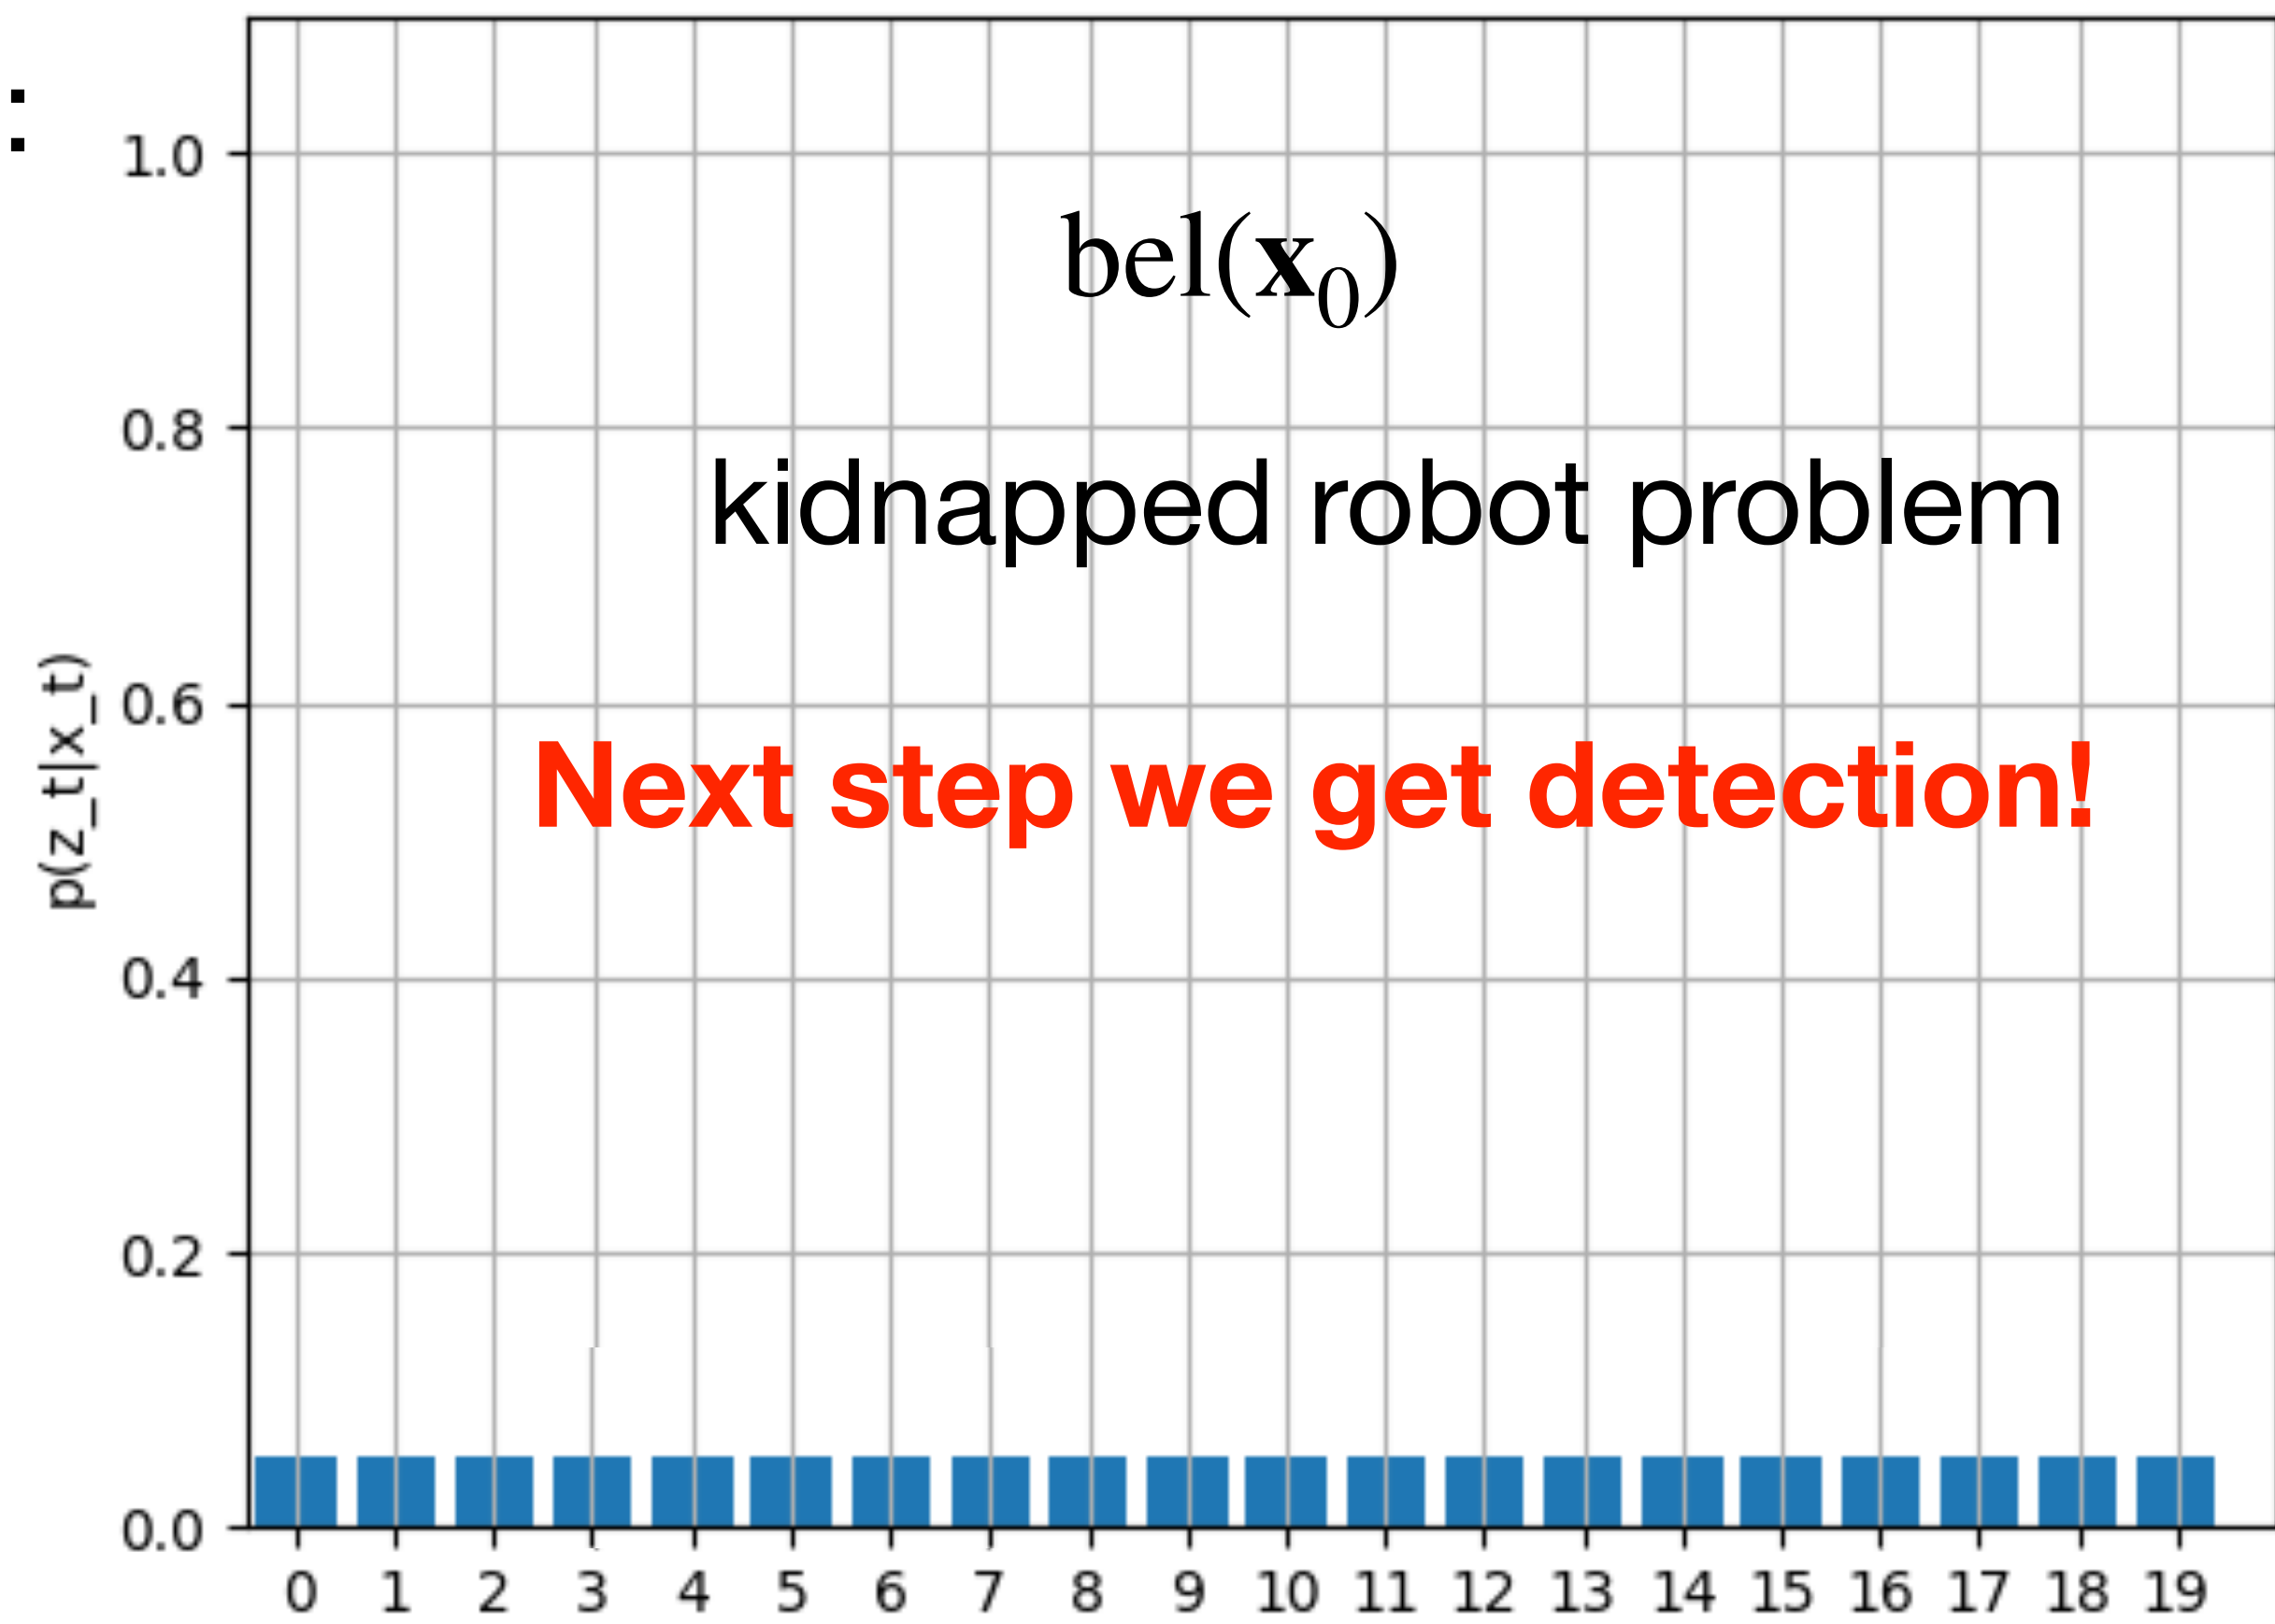 :
1.0
bel(x₀)
0.8
kidnapped robot problem
p(z_t|x_t)
0.6
Next step we get detection!
0.4
0.2
0.0
0 1 2 3 4 5 6 7 8 9 10 11 12 13 14 15 16 17 18 19